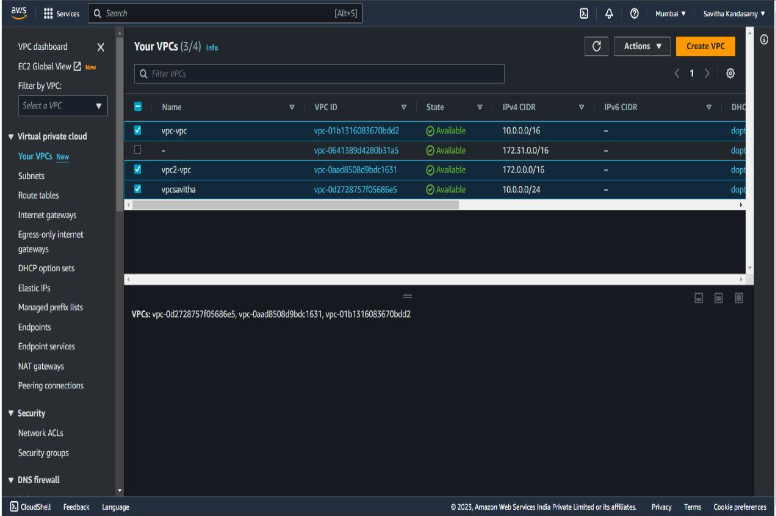 aws Services Search [Alt+S] Mumbai ▼ Savitha Kandasamy ▼
VPC dashboard
EC2 Global View New
Filter by VPC:
Select a VPC
Virtual private cloud
Your VPCs New
Subnets
Route tables
Internet gateways
Egress-only internet
gateways
DHCP option sets
Elastic IPs
Managed prefix lists
Endpoints
Endpoint services
NAT gateways
Peering connections
Security
Network ACLs
Security groups
DNS firewall
Your VPCs (3/4) Info Actions ▼ Create VPC
Filter VPCs
1
Name VPC ID State IPv4 CIDR IPv6 CIDR DHC
vpc-vpc vpc-01b1316083670bdd2 Available 10.0.0.0/16 – dopt
– vpc-0641389d4280b31a5 Available 172.31.0.0/16 – dopt
vpc2-vpc vpc-0aad8508d9bdc1631 Available 172.0.0.0/16 – dopt
vpcsavitha vpc-0d2728757f05686e5 Available 10.0.0.0/24 – dopt
VPCs: vpc-0d2728757f05686e5, vpc-0aad8508d9bdc1631, vpc-01b1316083670bdd2
CloudShell Feedback Language © 2023, Amazon Web Services India Private Limited or its affiliates. Privacy Terms Cookie preferences